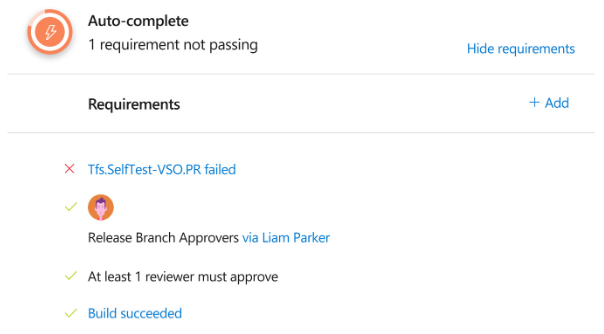 Auto-complete
1 requirement not passing
Hide requirements
Requirements
+ Add
Tfs.SelfTest-VSO.PR failed
Release Branch Approvers via Liam Parker
At least 1 reviewer must approve
Build succeeded